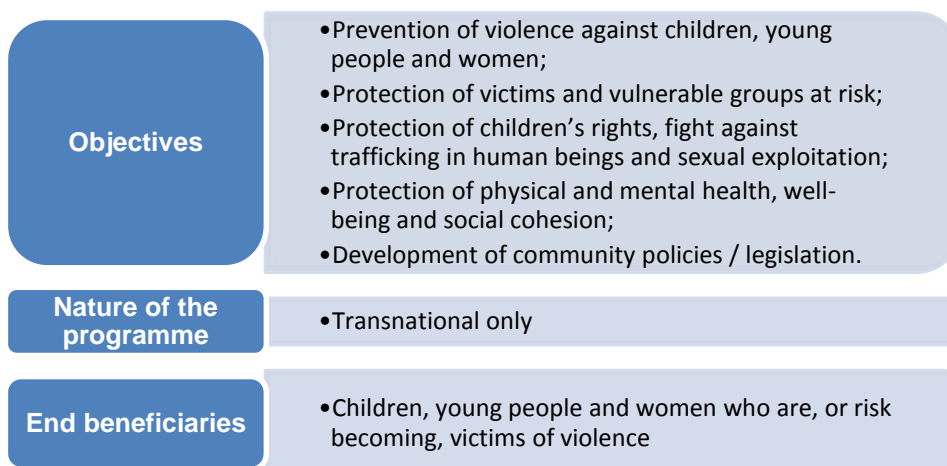 Objectives
•Prevention of violence against children, young
people and women;
•Protection of victims and vulnerable groups at risk;
•Protection of children’s rights, fight against
trafficking in human beings and sexual exploitation;
•Protection of physical and mental health, well-
being and social cohesion;
•Development of community policies / legislation.
Nature of the
programme
•Transnational only
End beneficiaries
•Children, young people and women who are, or risk
becoming, victims of violence